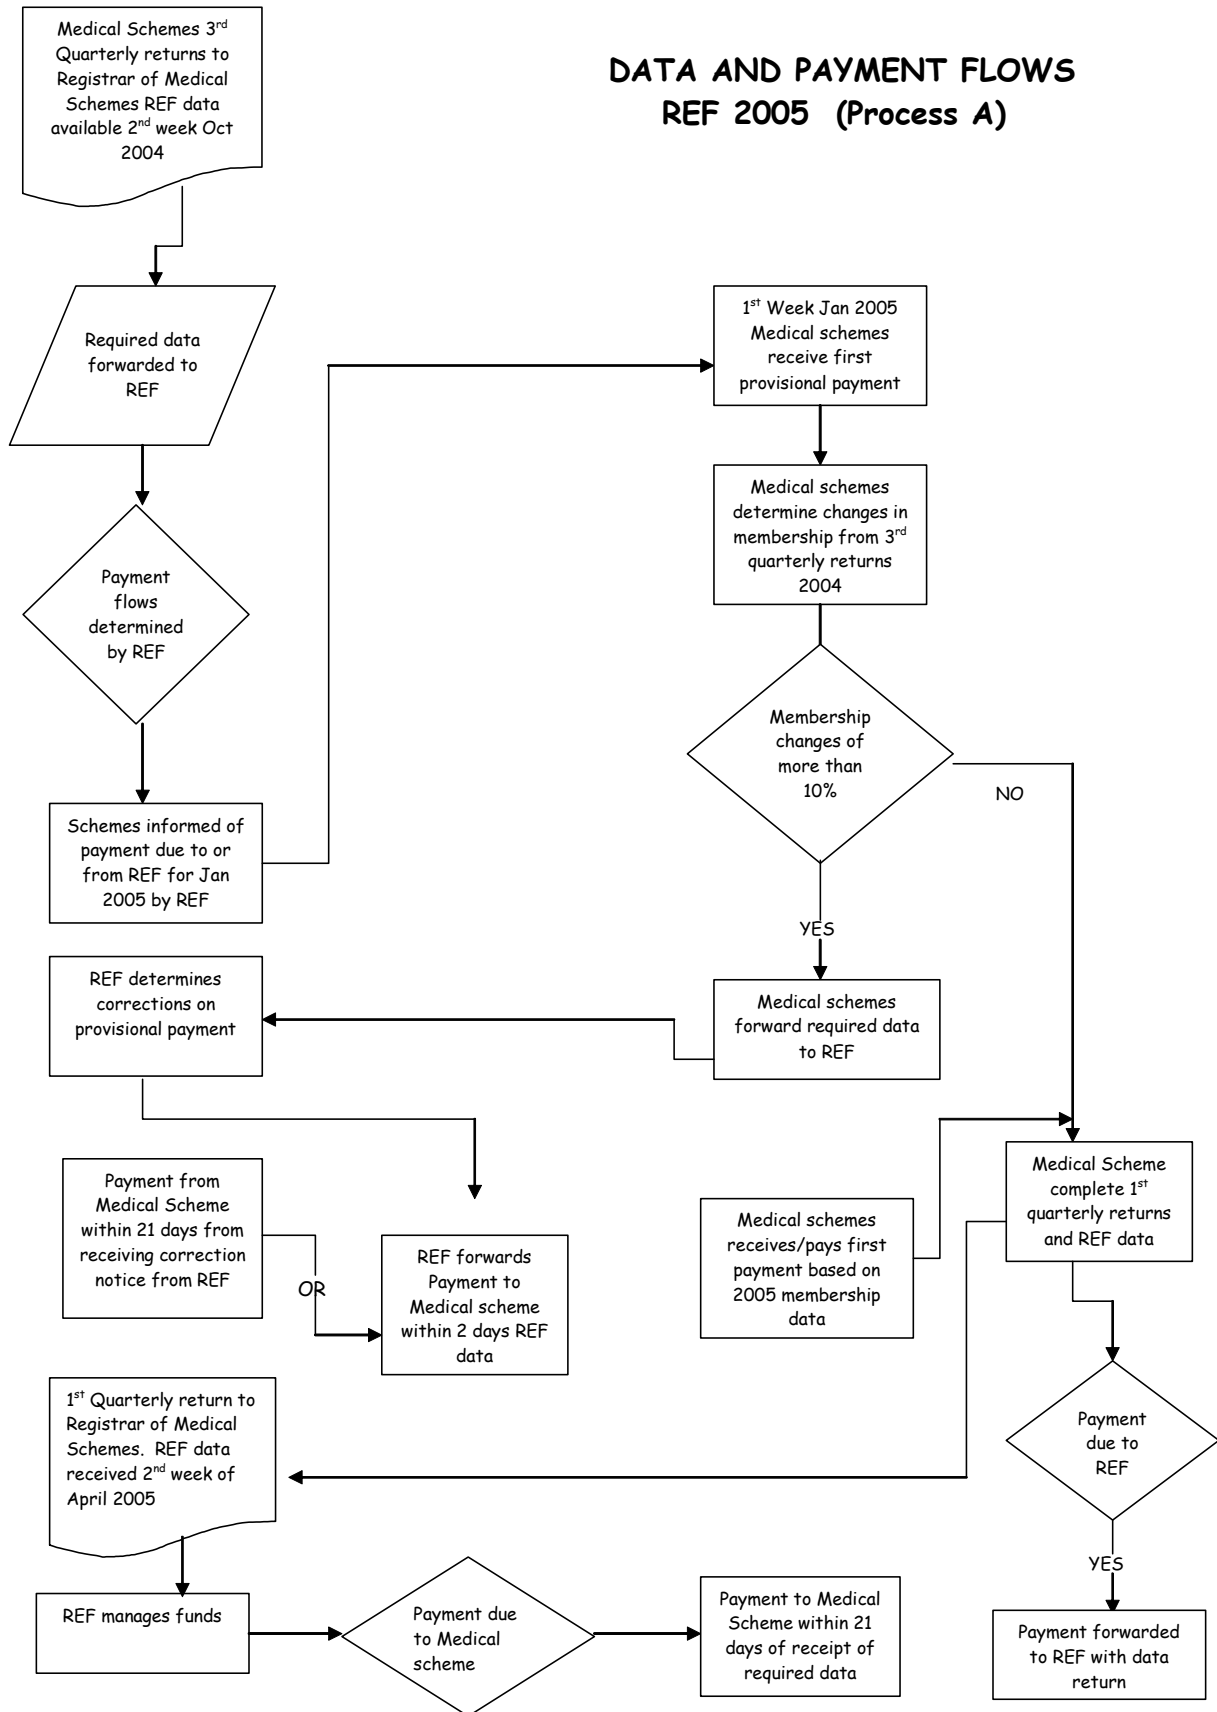 DATA AND PAYMENT FLOWS
REF 2005 (Process A)
Medical Schemes 3rd
Quarterly returns to
Registrar of Medical
Schemes REF data
available 2nd week Oct
2004
Required data
forwarded to
REF
Payment
flows
determined
by REF
Schemes informed of
payment due to or
from REF for Jan
2005 by REF
1st Week Jan 2005
Medical schemes
receive first
provisional payment
Medical schemes
determine changes in
membership from 3rd
quarterly returns
2004
Membership
changes of
more than
10%
NO
YES
Medical schemes
forward required data
to REF
REF determines
corrections on
provisional payment
Payment from
Medical Scheme
within 21 days from
receiving correction
notice from REF
OR
REF forwards
Payment to
Medical scheme
within 2 days REF
data
Medical schemes
receives/pays first
payment based on
2005 membership
data
Medical Scheme
complete 1st
quarterly returns
and REF data
Payment
due to
REF
YES
Payment forwarded
to REF with data
return
1st Quarterly return to
Registrar of Medical
Schemes. REF data
received 2nd week of
April 2005
REF manages funds
Payment due
to Medical
scheme
Payment to Medical
Scheme within 21
days of receipt of
required data